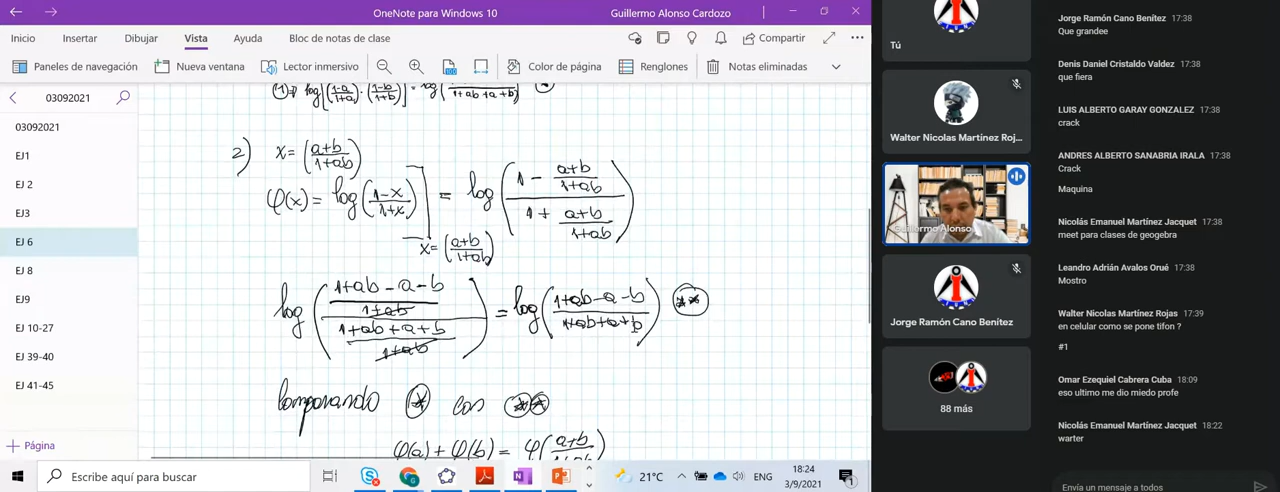 OneNote para Windows 10
Guillermo Alonso Cardozo
Inicio Insertar Dibujar Vista Ayuda Bloc de notas de clase
Compartir
Paneles de navegación Nueva ventana Lector inmersivo Color de página Renglones Notas eliminadas
03092021
03092021
EJ1
EJ 2
EJ3
EJ 6
EJ 8
EJ9
EJ 10-27
EJ 39-40
EJ 41-45
Página
2) x = (a+b / 1+ab)
φ(x) = log(1-x / 1+x)] = log(1 - a+b / 1+ab / 1 + a+b / 1+ab)
x = (a+b / 1+ab)
log(1+ab-a-b / 1+ab / 1+ab+a+b / 1+ab) = log(1+ab-a-b / 1+ab+a+b) **
Comparando * con **
φ(a) + φ(b) = φ(a+b / 1+ab)
Tú
Walter Nicolas Martínez Roj...
Guillermo Alonso
Jorge Ramón Cano Benítez
88 más
Jorge Ramón Cano Benítez 17:38
Que grandee
Denis Daniel Cristaldo Valdez 17:38
que fiera
LUIS ALBERTO GARAY GONZALEZ 17:38
crack
ANDRES ALBERTO SANABRIA IRALA 17:38
Crack
Maquina
Nicolás Emanuel Martínez Jacquet 17:38
meet para clases de geogebra
Leandro Adrián Avalos Orué 17:38
Mostro
Walter Nicolas Martínez Rojas 17:39
en celular como se pone tifon ?
#1
Omar Ezequiel Cabrera Cuba 18:09
eso ultimo me dio miedo profe
Nicolás Emanuel Martínez Jacquet 18:22
warter
Envía un mensaje a todos
Escribe aquí para buscar
21°C
ENG
18:24
3/9/2021